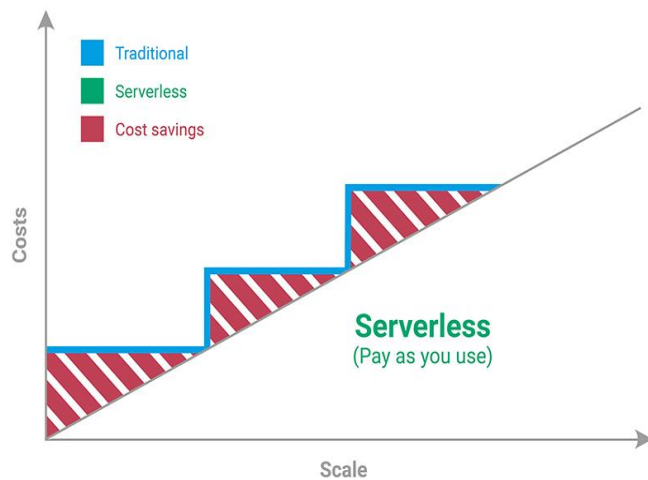 Traditional
Serverless
Cost savings
Costs
Serverless
(Pay as you use)
Scale